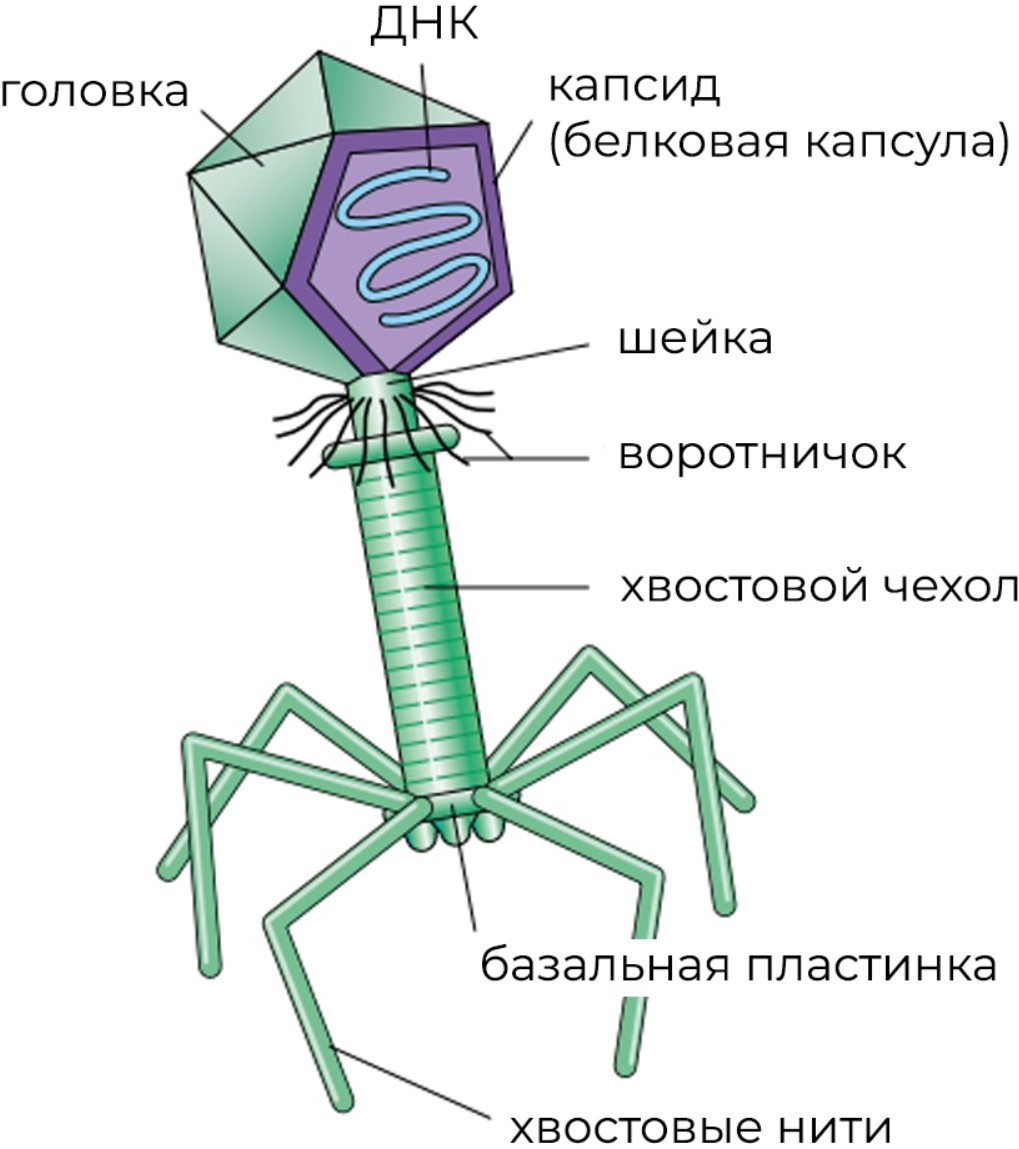 ДНК
головка
капсид
(белковая капсула)
шейка
воротничок
хвостовой чехол
базальная пластинка
хвостовые нити